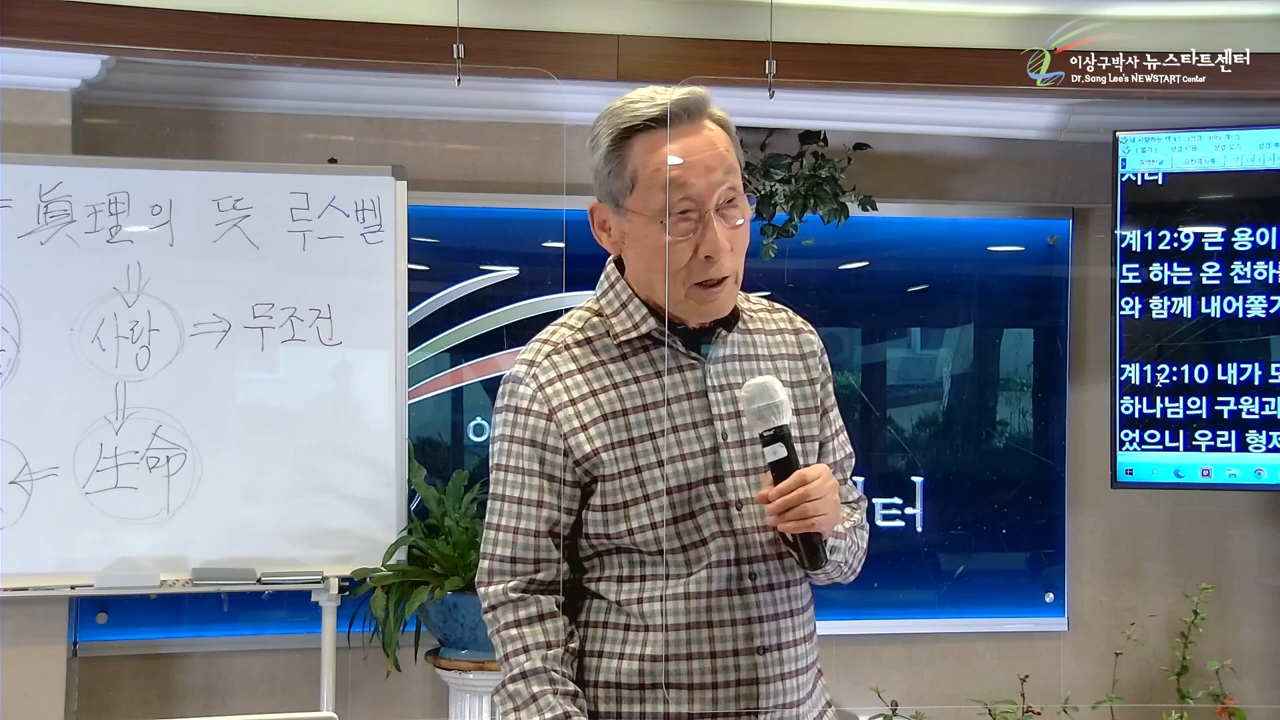 이상구박사 뉴스타트센터
Dr. Sang Lee's NEWSTART Center
眞理의 뜻 루스벨
사랑 ⇒ 무조건
生命
터
계12:9 큰 용이
도 하는 온 천하
와 함께 내어쫓기
계12:10 내가
하나님의 구원과
었으니 우리 형제